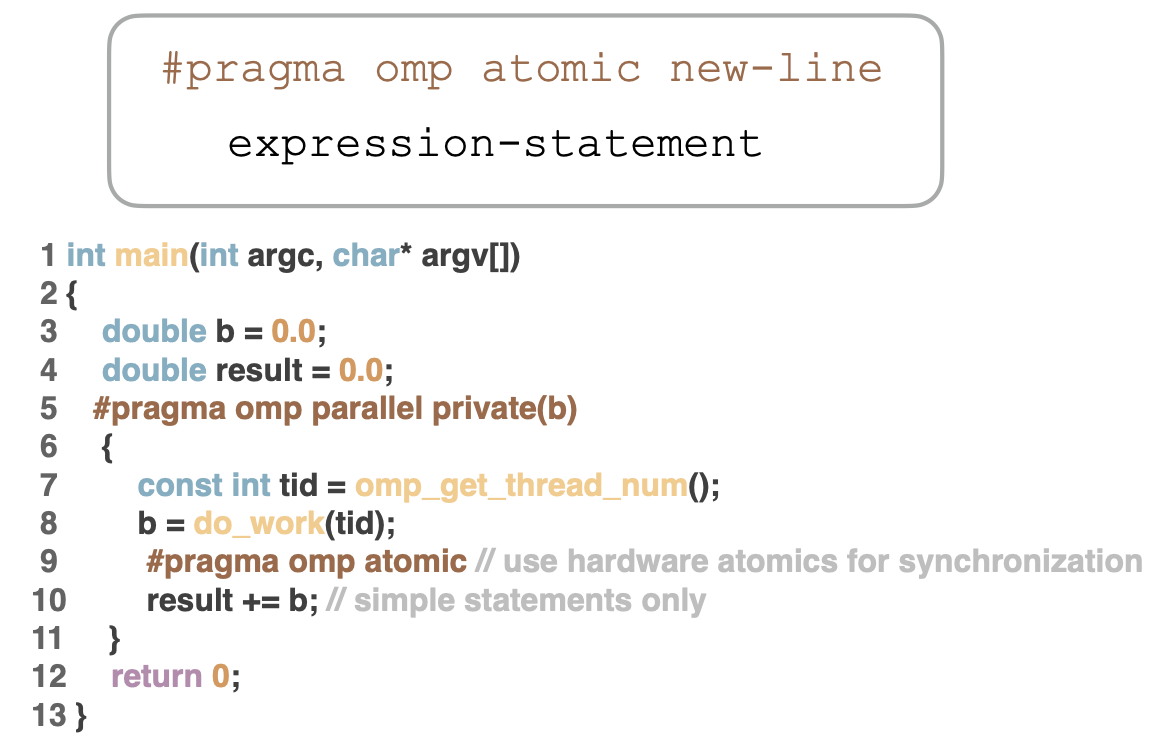 #pragma omp atomic new-line
expression-statement
1 int main(int argc, char* argv[])
2 {
3 double b = 0.0;
4 double result = 0.0;
5 #pragma omp parallel private(b)
6 {
7 const int tid = omp_get_thread_num();
8 b = do_work(tid);
9 #pragma omp atomic // use hardware atomics for synchronization
10 result += b; // simple statements only
11 }
12 return 0;
13 }